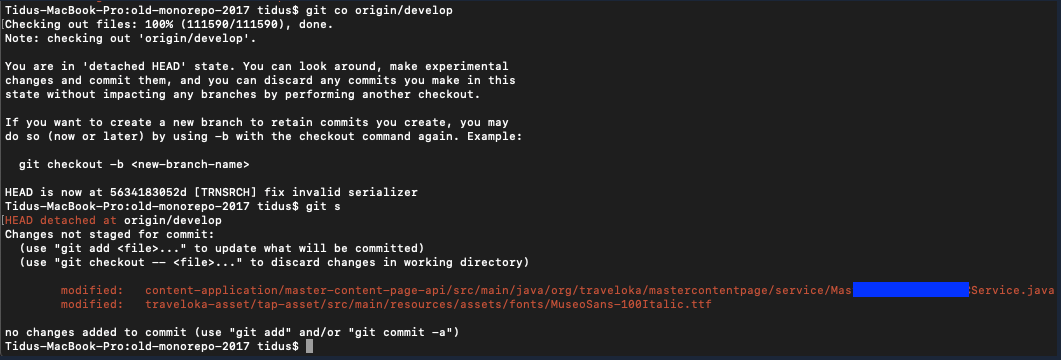 Tidus-MacBook-Pro:old-monorepo-2017 tidus$ git co origin/develop
Checking out files: 100% (111590/111590), done.
Note: checking out 'origin/develop'.
You are in 'detached HEAD' state. You can look around, make experimental
changes and commit them, and you can discard any commits you make in this
state without impacting any branches by performing another checkout.
If you want to create a new branch to retain commits you create, you may
do so (now or later) by using -b with the checkout command again. Example:
git checkout -b <new-branch-name>
HEAD is now at 5634183052d [TRNSRCH] fix invalid serializer
Tidus-MacBook-Pro:old-monorepo-2017 tidus$ git s
HEAD detached at origin/develop
Changes not staged for commit:
(use "git add <file>..." to update what will be committed)
(use "git checkout -- <file>..." to discard changes in working directory)
modified: content-application/master-content-page-api/src/main/java/org/traveloka/mastercontentpage/service/Mas Service.java
modified: traveloka-asset/tap-asset/src/main/resources/assets/fonts/MuseoSans-100Italic.ttf
no changes added to commit (use "git add" and/or "git commit -a")
Tidus-MacBook-Pro:old-monorepo-2017 tidus$